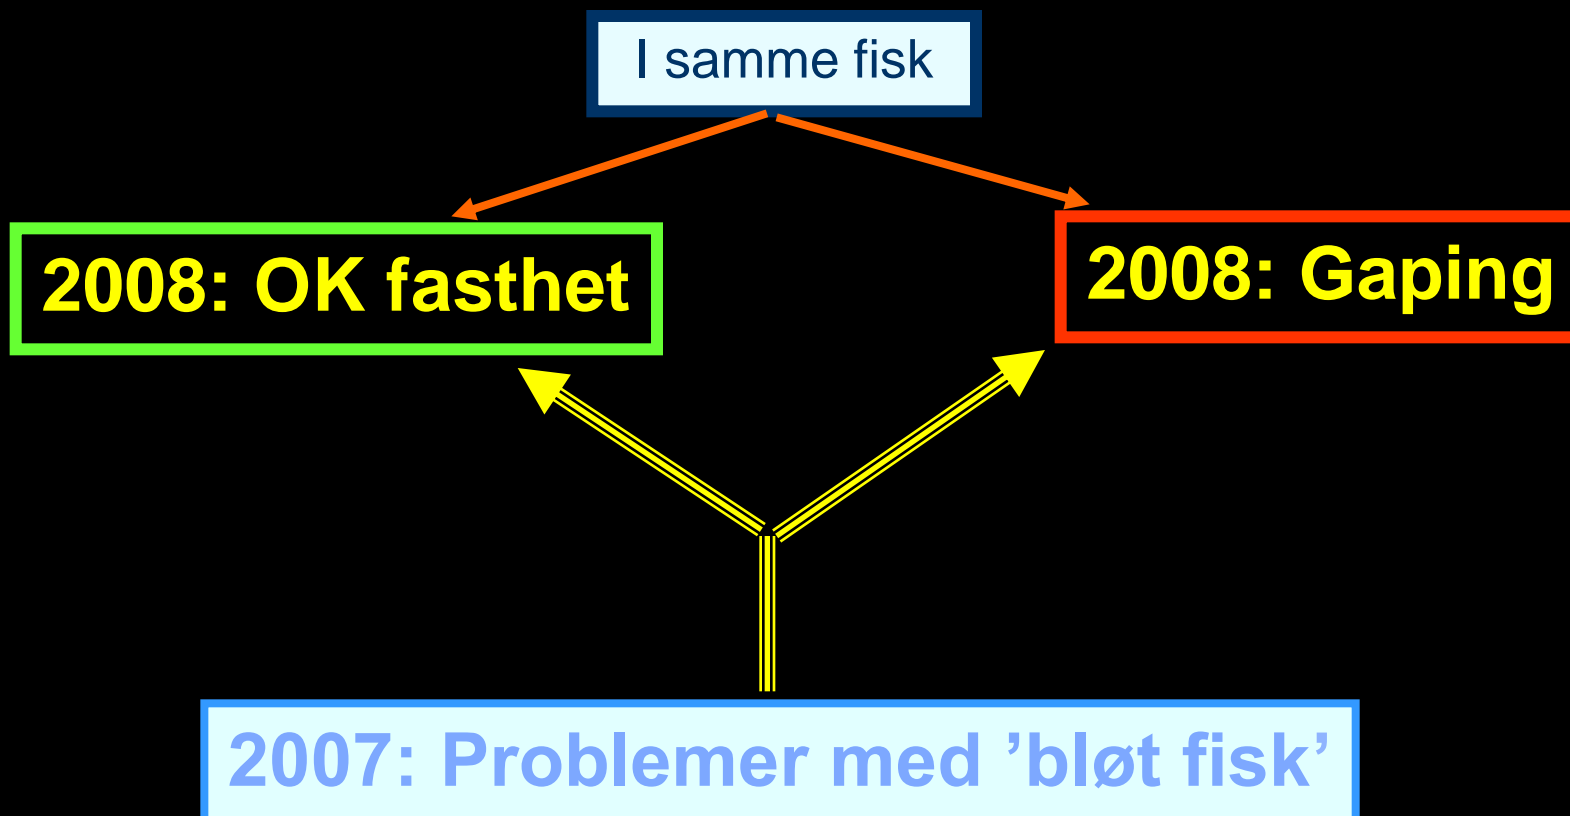 I samme fisk
2008: OK fasthet
2008: Gaping
2007: Problemer med ’bløt fisk’